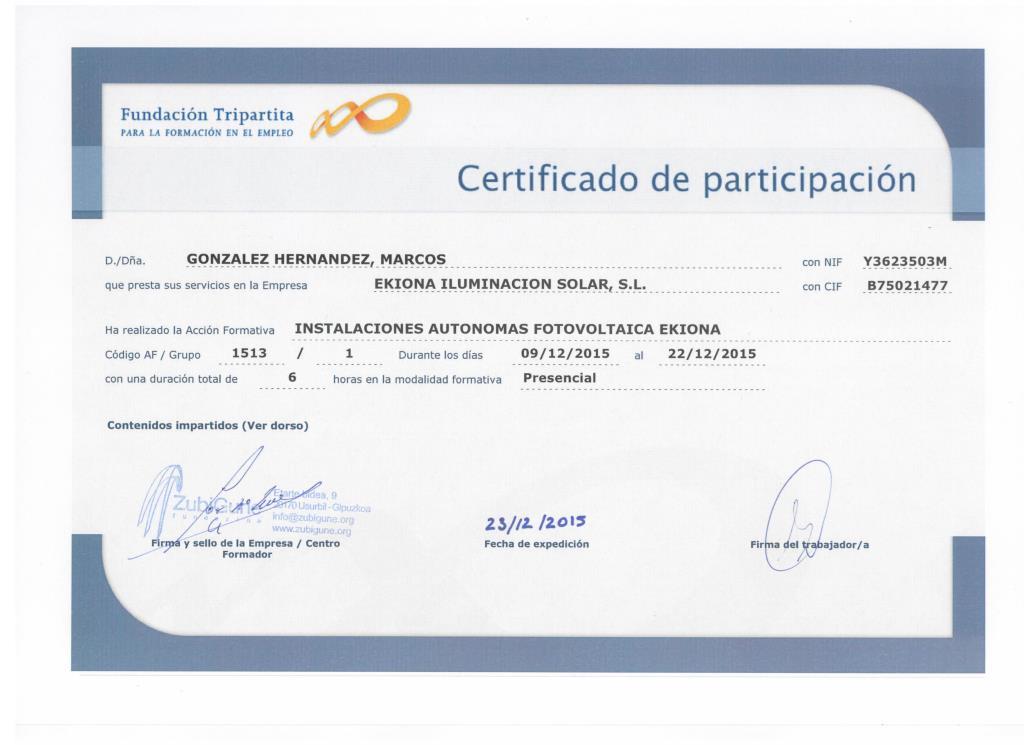 Fundación Tripartita
PARA LA FORMACIÓN EN EL EMPLEO
Certificado de participación
D./Dña. GONZALEZ HERNANDEZ, MARCOS con NIF Y3623503M
que presta sus servicios en la Empresa EKIONA ILUMINACION SOLAR, S.L. con CIF B75021477
Ha realizado la Acción Formativa INSTALACIONES AUTONOMAS FOTOVOLTAICA EKIONA
Código AF / Grupo 1513 / 1 Durante los días 09/12/2015 al 22/12/2015
con una duración total de 6 horas en la modalidad formativa Presencial
Contenidos impartidos (Ver dorso)
ZubiGune
fundazioa
bidea, 9
Usurbil - Gipuzkoa
info@zubigune.org
www.zubigune.org
23/12/2015
Firma y sello de la Empresa / Centro
Formador
Fecha de expedición
Firma del trabajador/a